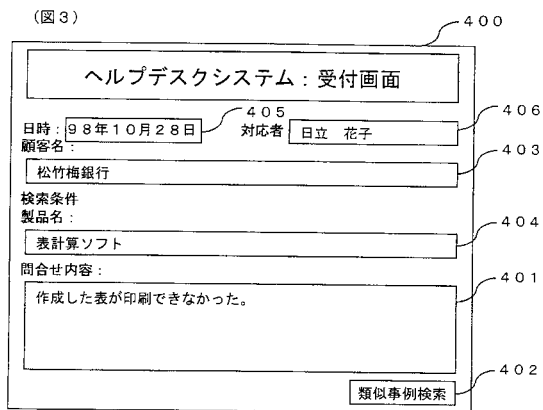 (図3)
400
ヘルプデスクシステム:受付画面
405
406
日時: 98年10月28日 対応者 日立 花子
顧客名:
403
松竹梅銀行
検索条件
製品名:
404
表計算ソフト
問合せ内容:
401
作成した表が印刷できなかった。
402
類似事例検索